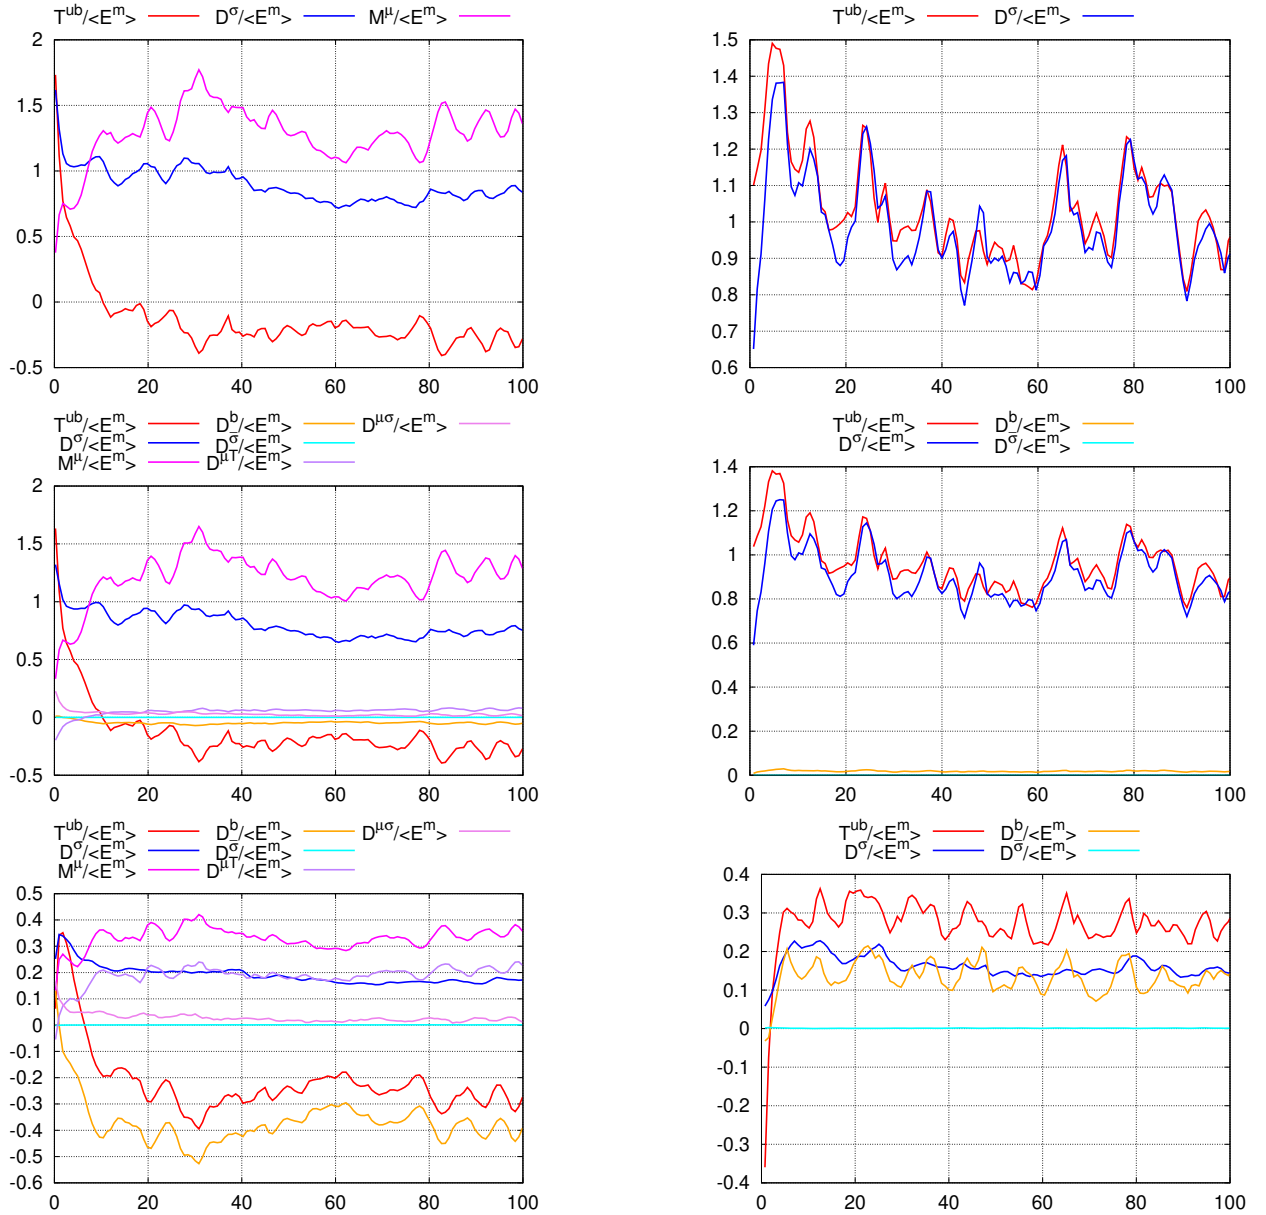 T^ub/<E^m> D^σ/<E^m> M^μ/<E^m>
2
1.5
1
0.5
0
-0.5
0 20 40 60 80 100
T^ub/<E^m> D^σ/<E^m>
1.5
1.4
1.3
1.2
1.1
1
0.9
0.8
0.7
0.6
0 20 40 60 80 100
T^ub/<E^m> D^b/<E^m> D^μσ/<E^m>
D^σ/<E^m> D^σ̅/<E^m>
M^μ/<E^m> D^μT/<E^m>
2
1.5
1
0.5
0
-0.5
0 20 40 60 80 100
T^ub/<E^m> D^b/<E^m>
D^σ/<E^m> D^σ̅/<E^m>
1.4
1.2
1
0.8
0.6
0.4
0.2
0
0 20 40 60 80 100
T^ub/<E^m> D^b/<E^m> D^μσ/<E^m>
D^σ/<E^m> D^σ̅/<E^m>
M^μ/<E^m> D^μT/<E^m>
0.5
0.4
0.3
0.2
0.1
0
-0.1
-0.2
-0.3
-0.4
-0.5
-0.6
0 20 40 60 80 100
T^ub/<E^m> D^b/<E^m>
D^σ/<E^m> D^σ̅/<E^m>
0.4
0.3
0.2
0.1
0
-0.1
-0.2
-0.3
-0.4
0 20 40 60 80 100